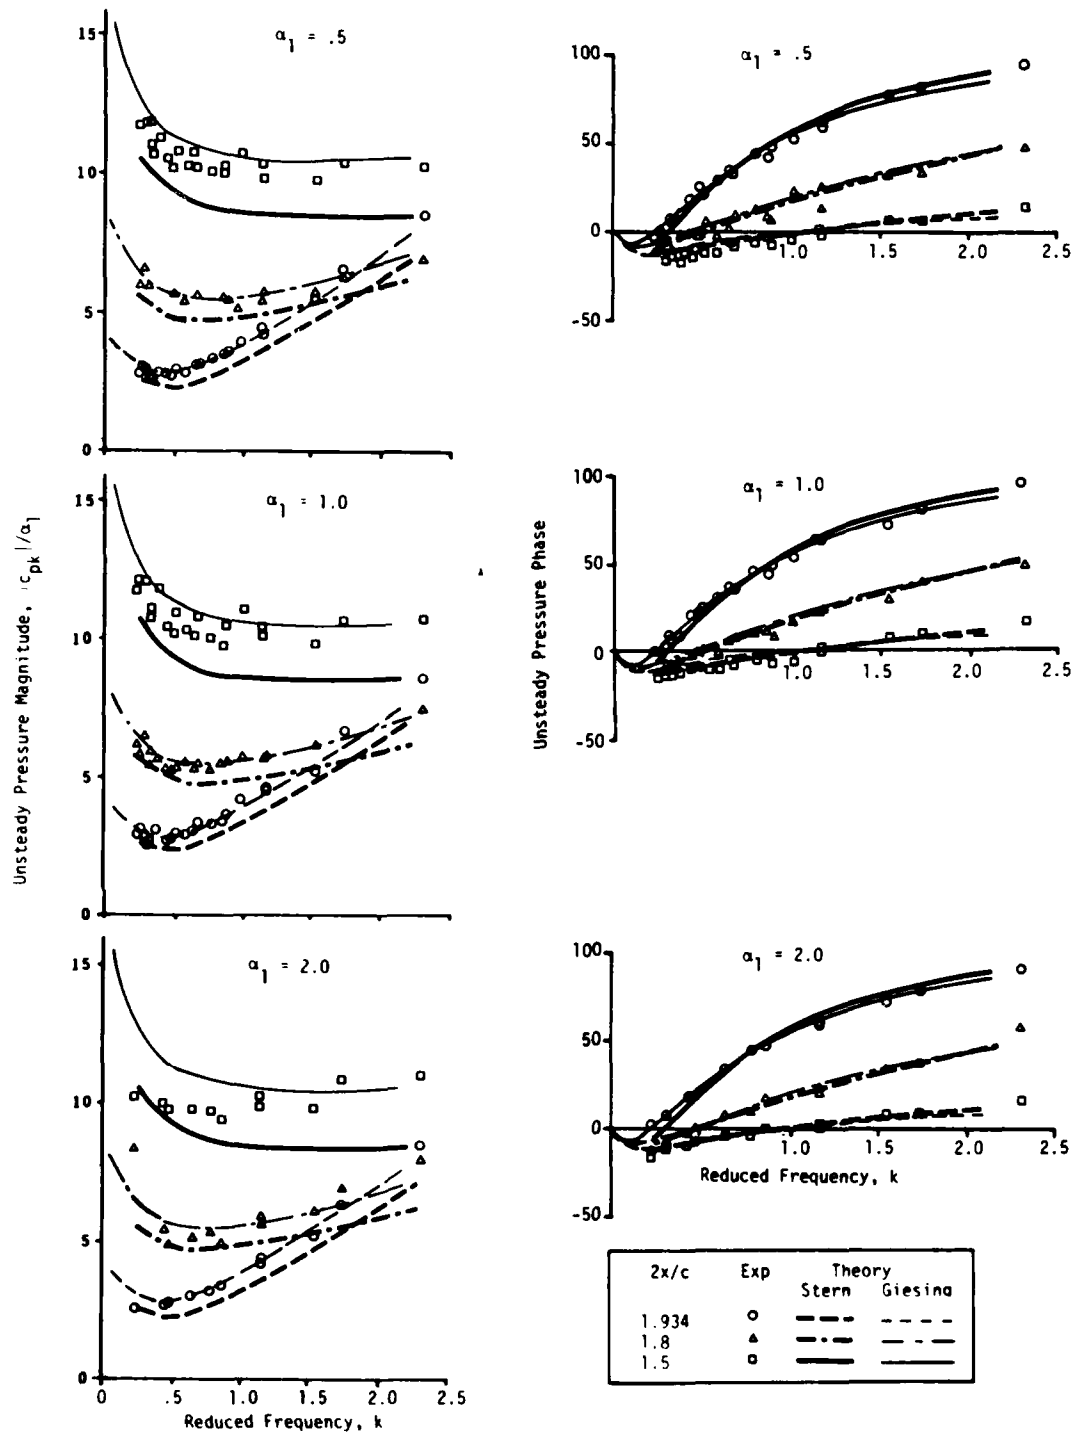 α1 = .5
15
10
5
0
α1 = .5
100
50
0
-50
1.0
1.5
2.0
2.5
α1 = 1.0
15
10
5
0
α1 = 1.0
100
50
0
-50
1.0
1.5
2.0
2.5
α1 = 2.0
15
10
5
0
0 .5 1.0 1.5 2.0 2.5
Reduced Frequency, k
Unsteady Pressure Magnitude, |cpk|/α1
α1 = 2.0
100
50
0
-50
1.0 1.5 2.0 2.5
Reduced Frequency, k
Unsteady Pressure Phase
2x/c Exp Theory
Stern Giesing
1.934
1.8
1.5